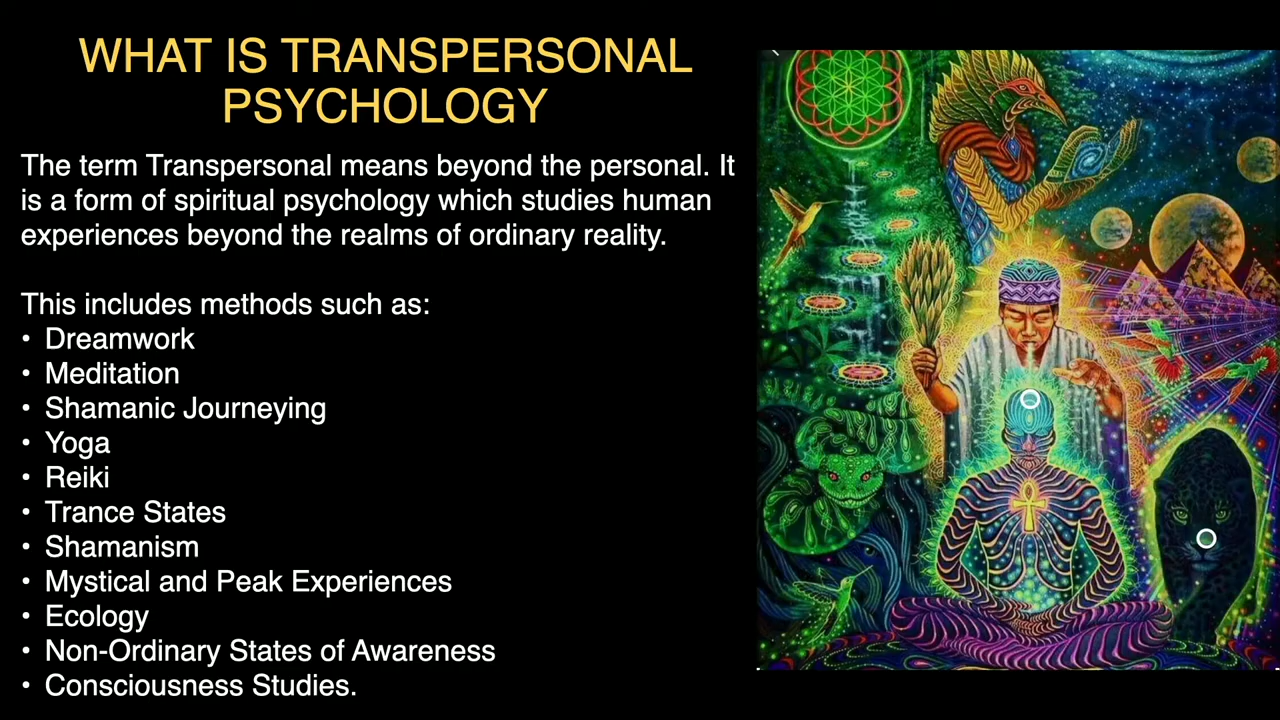 WHAT IS TRANSPERSONAL
PSYCHOLOGY
The term Transpersonal means beyond the personal. It
is a form of spiritual psychology which studies human
experiences beyond the realms of ordinary reality.
This includes methods such as:
• Dreamwork
• Meditation
• Shamanic Journeying
• Yoga
• Reiki
• Trance States
• Shamanism
• Mystical and Peak Experiences
• Ecology
• Non-Ordinary States of Awareness
• Consciousness Studies.